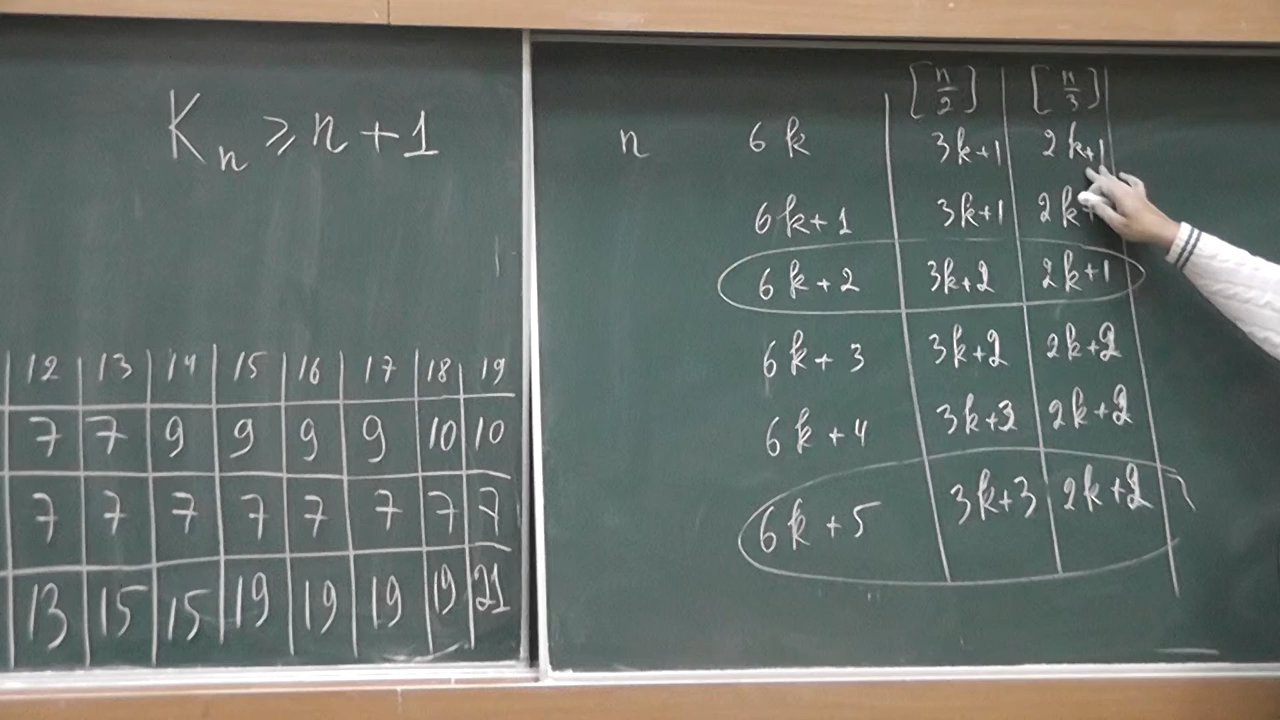 Kₙ ⩾ n + 1
12 13 14 15 16 17 18 19
7 7 9 9 9 9 10 10
7 7 7 7 7 7 7 7
13 15 15 19 19 19 19 21
[n/2] [n/3]
n 6k 3k+1 2k+1
6k+1 3k+1 2k+
6k+2 3k+2 2k+1
6k+3 3k+2 2k+2
6k+4 3k+3 2k+2
6k+5 3k+3 2k+2